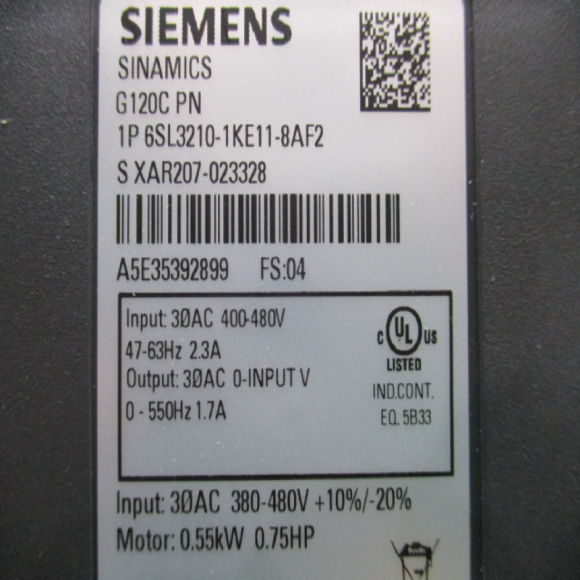 SIEMENS
SINAMICS
G120C PN
1P 6SL3210-1KE11-8AF2
S XAR207-023328
A5E35392899 FS:04
Input: 3ØAC 400-480V
47-63Hz 2.3A
Output: 3ØAC 0-INPUT V
0 - 550Hz 1.7A
C UL US
LISTED
IND.CONT.
EQ. 5B33
Input: 3ØAC 380-480V +10%/-20%
Motor: 0.55kW 0.75HP